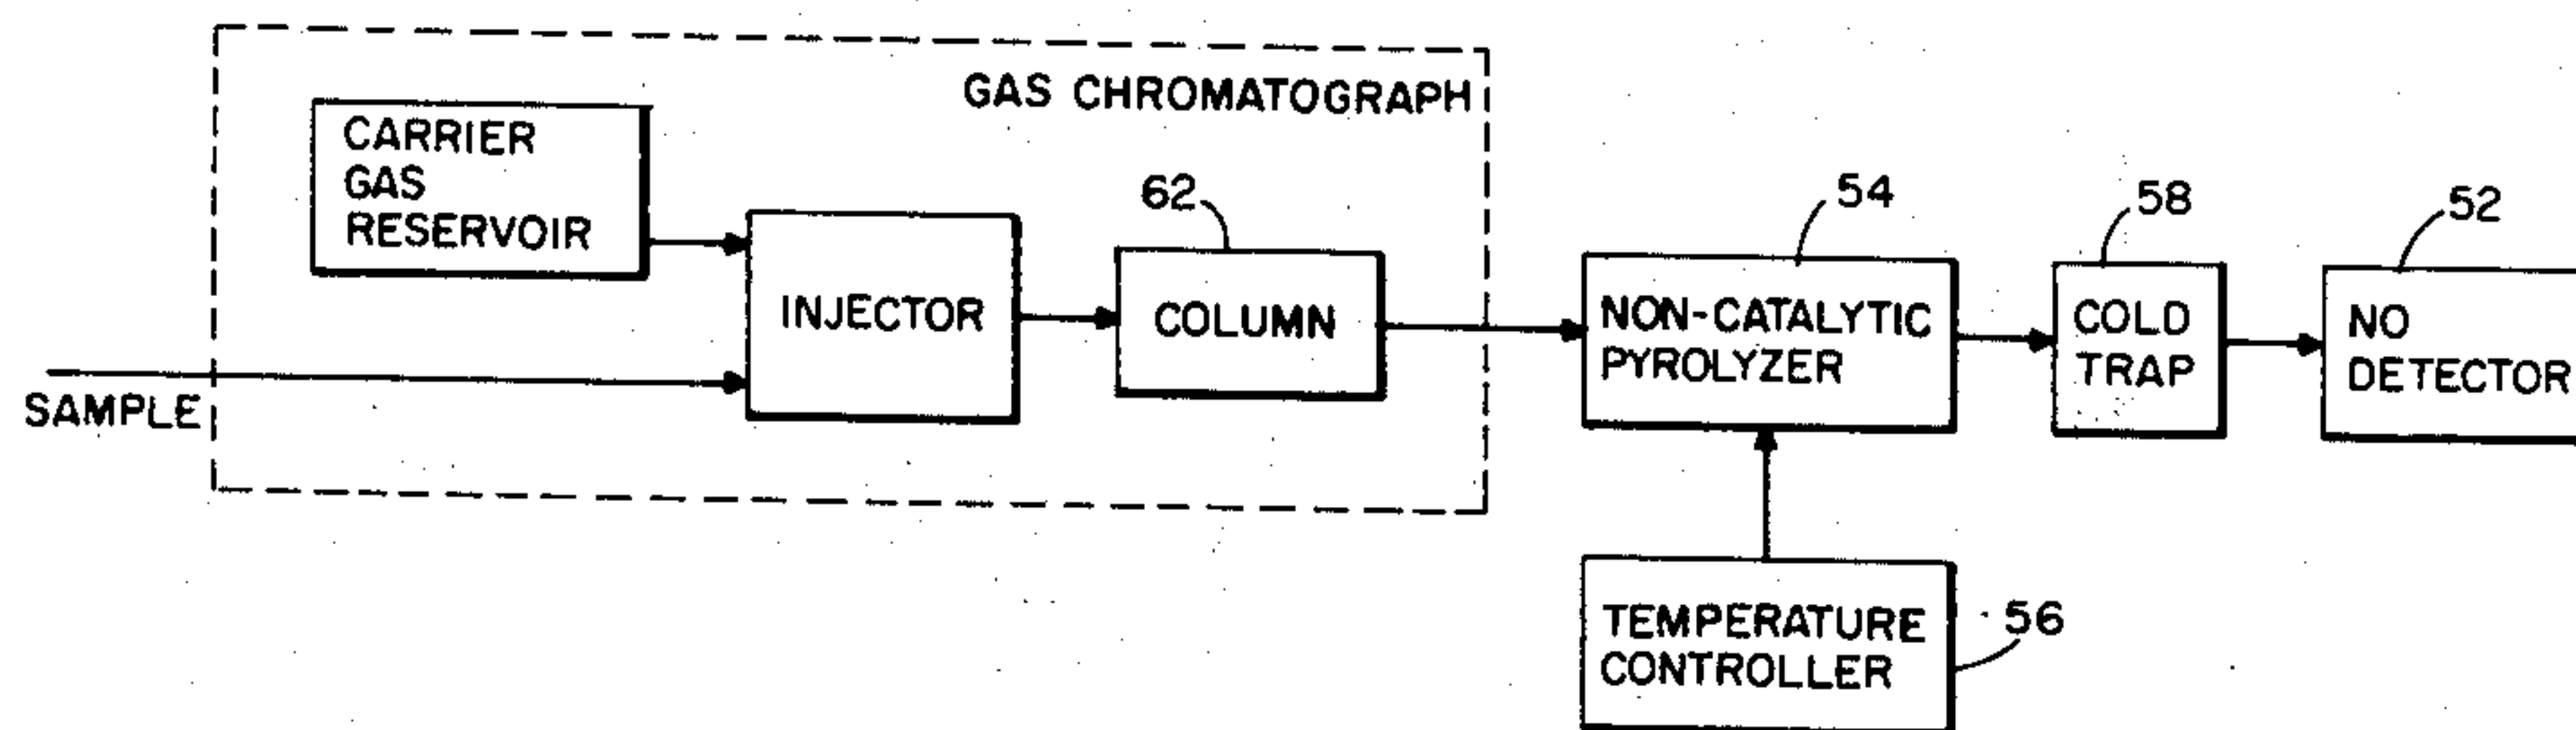 GAS CHROMATOGRAPH
CARRIER
GAS
RESERVOIR
62
54
58
52
INJECTOR
COLUMN
NON-CATALYTIC
PYROLYZER
COLD
TRAP
NO
DETECTOR
SAMPLE
TEMPERATURE
CONTROLLER
56